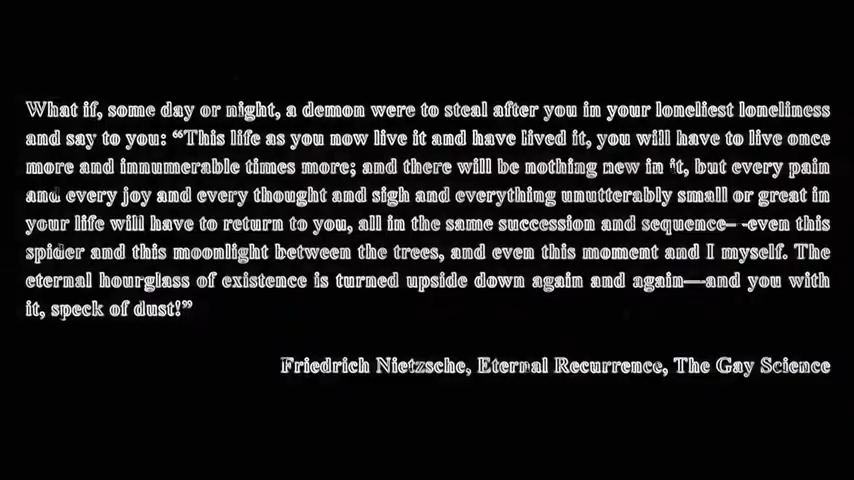 What if, some day or night, a demon were to steal after you in your loneliest loneliness
and say to you: “This life as you now live it and have lived it, you will have to live once
more and innumerable times more; and there will be nothing new in it, but every pain
and every joy and every thought and sigh and everything unutterably small or great in
your life will have to return to you, all in the same succession and sequence– -even this
spider and this moonlight between the trees, and even this moment and I myself. The
eternal hourglass of existence is turned upside down again and again—and you with
it, speck of dust!”
Friedrich Nietzsche, Eternal Recurrence, The Gay Science